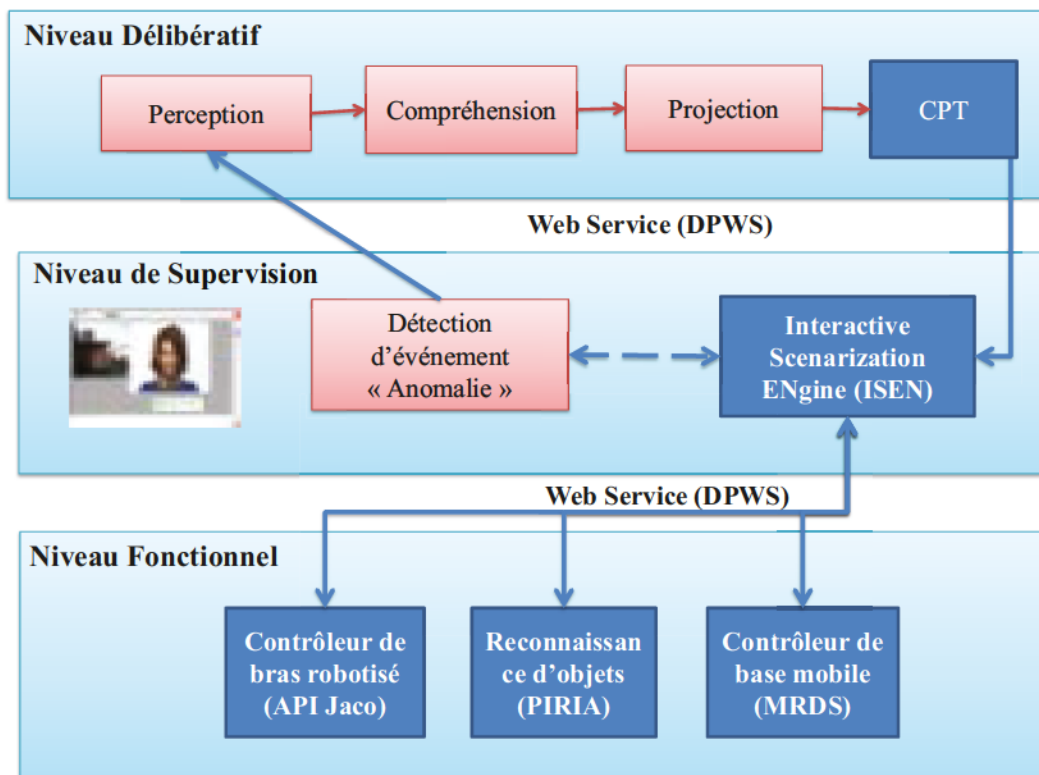 Niveau Délibératif
Perception
Compréhension
Projection
CPT
Web Service (DPWS)
Niveau de Supervision
Détection
d’événement
« Anomalie »
Interactive
Scenarization
ENgine (ISEN)
Web Service (DPWS)
Niveau Fonctionnel
Contrôleur de
bras robotisé
(API Jaco)
Reconnaissan
ce d’objets
(PIRIA)
Contrôleur de
base mobile
(MRDS)